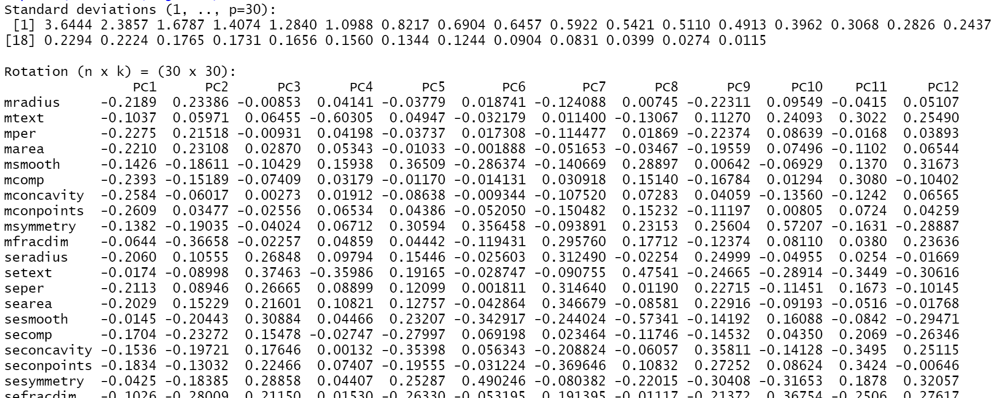 Standard deviations (1, .., p=30):
[1] 3.6444 2.3857 1.6787 1.4074 1.2840 1.0988 0.8217 0.6904 0.6457 0.5922 0.5421 0.5110 0.4913 0.3962 0.3068 0.2826 0.2437
[18] 0.2294 0.2224 0.1765 0.1731 0.1656 0.1560 0.1344 0.1244 0.0904 0.0831 0.0399 0.0274 0.0115
Rotation (n x k) = (30 x 30):
PC1 PC2 PC3 PC4 PC5 PC6 PC7 PC8 PC9 PC10 PC11 PC12
mradius -0.2189 0.23386 -0.00853 0.04141 -0.03779 0.018741 -0.124088 0.00745 -0.22311 0.09549 -0.0415 0.05107
mtext -0.1037 0.05971 0.06455 -0.60305 0.04947 -0.032179 0.011400 -0.13067 0.11270 0.24093 0.3022 0.25490
mper -0.2275 0.21518 -0.00931 0.04198 -0.03737 0.017308 -0.114477 0.01869 -0.22374 0.08639 -0.0168 0.03893
marea -0.2210 0.23108 0.02870 0.05343 -0.01033 -0.001888 -0.051653 -0.03467 -0.19559 0.07496 -0.1102 0.06544
msmooth -0.1426 -0.18611 -0.10429 0.15938 0.36509 -0.286374 -0.140669 0.28897 0.00642 -0.06929 0.1370 0.31673
mcomp -0.2393 -0.15189 -0.07409 0.03179 -0.01170 -0.014131 0.030918 0.15140 -0.16784 0.01294 0.3080 -0.10402
mconcavity -0.2584 -0.06017 0.00273 0.01912 -0.08638 -0.009344 -0.107520 0.07283 0.04059 -0.13560 -0.1242 0.06565
mconpoints -0.2609 0.03477 -0.02556 0.06534 0.04386 -0.052050 -0.150482 0.15232 -0.11197 0.00805 0.0724 0.04259
msymmetry -0.1382 -0.19035 -0.04024 0.06712 0.30594 0.356458 -0.093891 0.23153 0.25604 0.57207 -0.1631 -0.28887
mfracdim -0.0644 -0.36658 -0.02257 0.04859 0.04442 -0.119431 0.295760 0.17712 -0.12374 0.08110 0.0380 0.23636
seradius -0.2060 0.10555 0.26848 0.09794 0.15446 -0.025603 0.312490 -0.02254 0.24999 -0.04955 0.0254 -0.01669
setext -0.0174 -0.08998 0.37463 -0.35986 0.19165 -0.028747 -0.090755 0.47541 -0.24665 -0.28914 -0.3449 -0.30616
seper -0.2113 0.08946 0.26665 0.08899 0.12099 0.001811 0.314640 0.01190 0.22715 -0.11451 0.1673 -0.10145
searea -0.2029 0.15229 0.21601 0.10821 0.12757 -0.042864 0.346679 -0.08581 0.22916 -0.09193 -0.0516 -0.01768
sesmooth -0.0145 -0.20443 0.30884 0.04466 0.23207 -0.342917 -0.244024 -0.57341 -0.14192 0.16088 -0.0842 -0.29471
secomp -0.1704 -0.23272 0.15478 -0.02747 -0.27997 0.069198 0.023464 -0.11746 -0.14532 0.04350 0.2069 -0.26346
seconcavity -0.1536 -0.19721 0.17646 0.00132 -0.35398 0.056343 -0.208824 -0.06057 0.35811 -0.14128 -0.3495 0.25115
seconpoints -0.1834 -0.13032 0.22466 0.07407 -0.19555 -0.031224 -0.369646 0.10832 0.27252 0.08624 0.3424 -0.00646
sesymmetry -0.0425 -0.18385 0.28858 0.04407 0.25287 0.490246 -0.080382 -0.22015 -0.30408 -0.31653 0.1878 0.32057
sefracdim -0.1026 -0.28009 0.21150 0.01530 -0.26330 -0.053195 0.191395 -0.01117 -0.21372 0.36754 -0.2506 0.27617